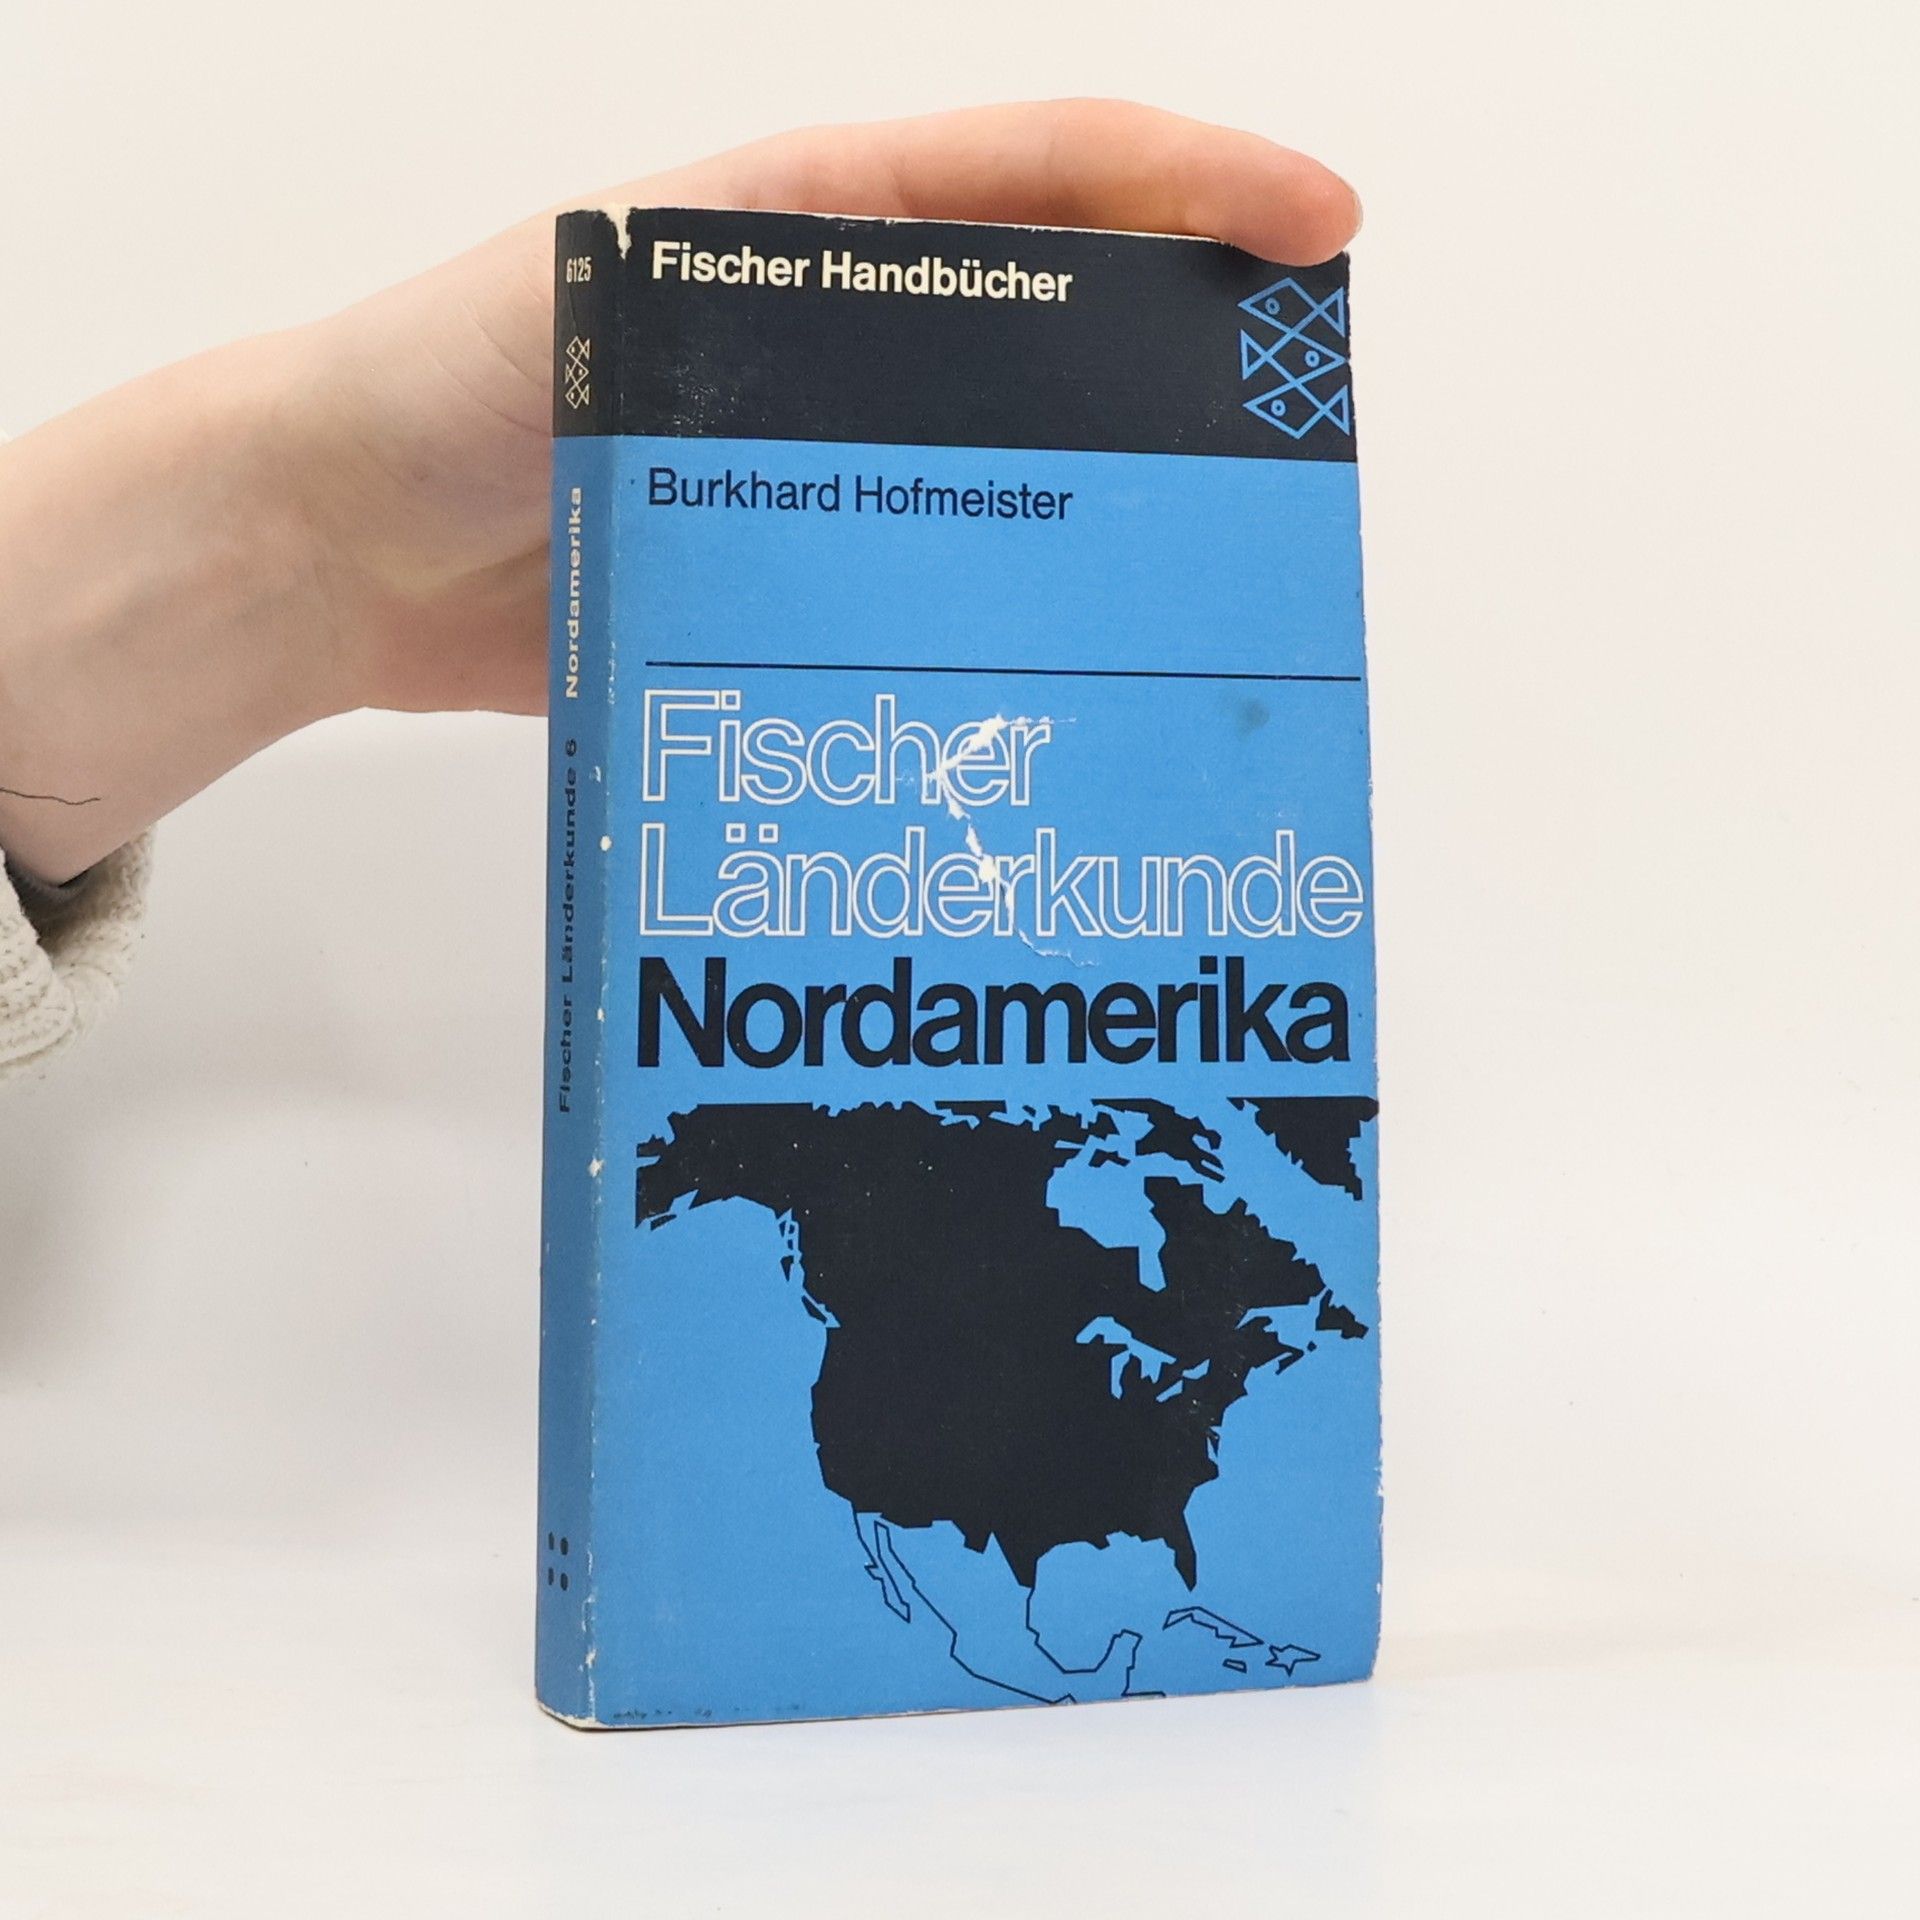 6125
Fischer Länderkunde 6 Nordamerika
Fischer Handbücher
Burkhard Hofmeister
Fischer
Länderkunde
Nordamerika